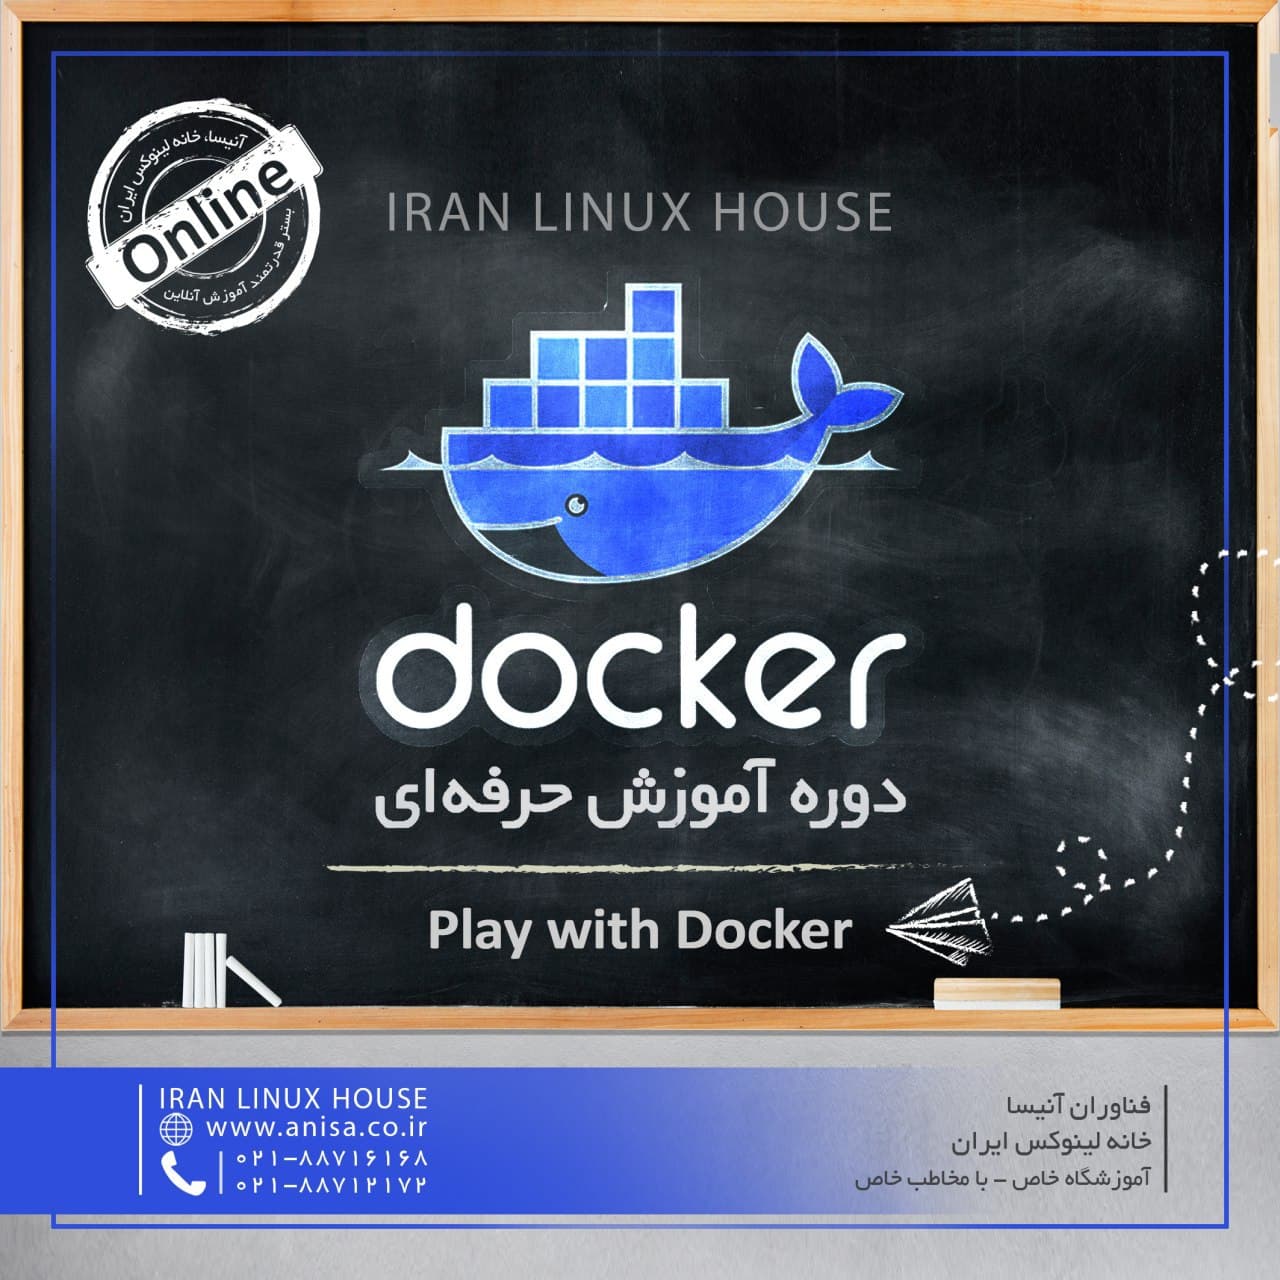 آنیسا، خانه لینوکس ایران
Online
بستر قدرتمند آموزش آنلاین
IRAN LINUX HOUSE
docker
دوره آموزش حرفه‌ای
Play with Docker
IRAN LINUX HOUSE
www.anisa.co.ir
۰۲۱-۸۸۷۱۶۱۶۸
۰۲۱-۸۸۷۱۲۱۷۲
فناوران آنیسا
خانه لینوکس ایران
آموزشگاه خاص - با مخاطب خاص